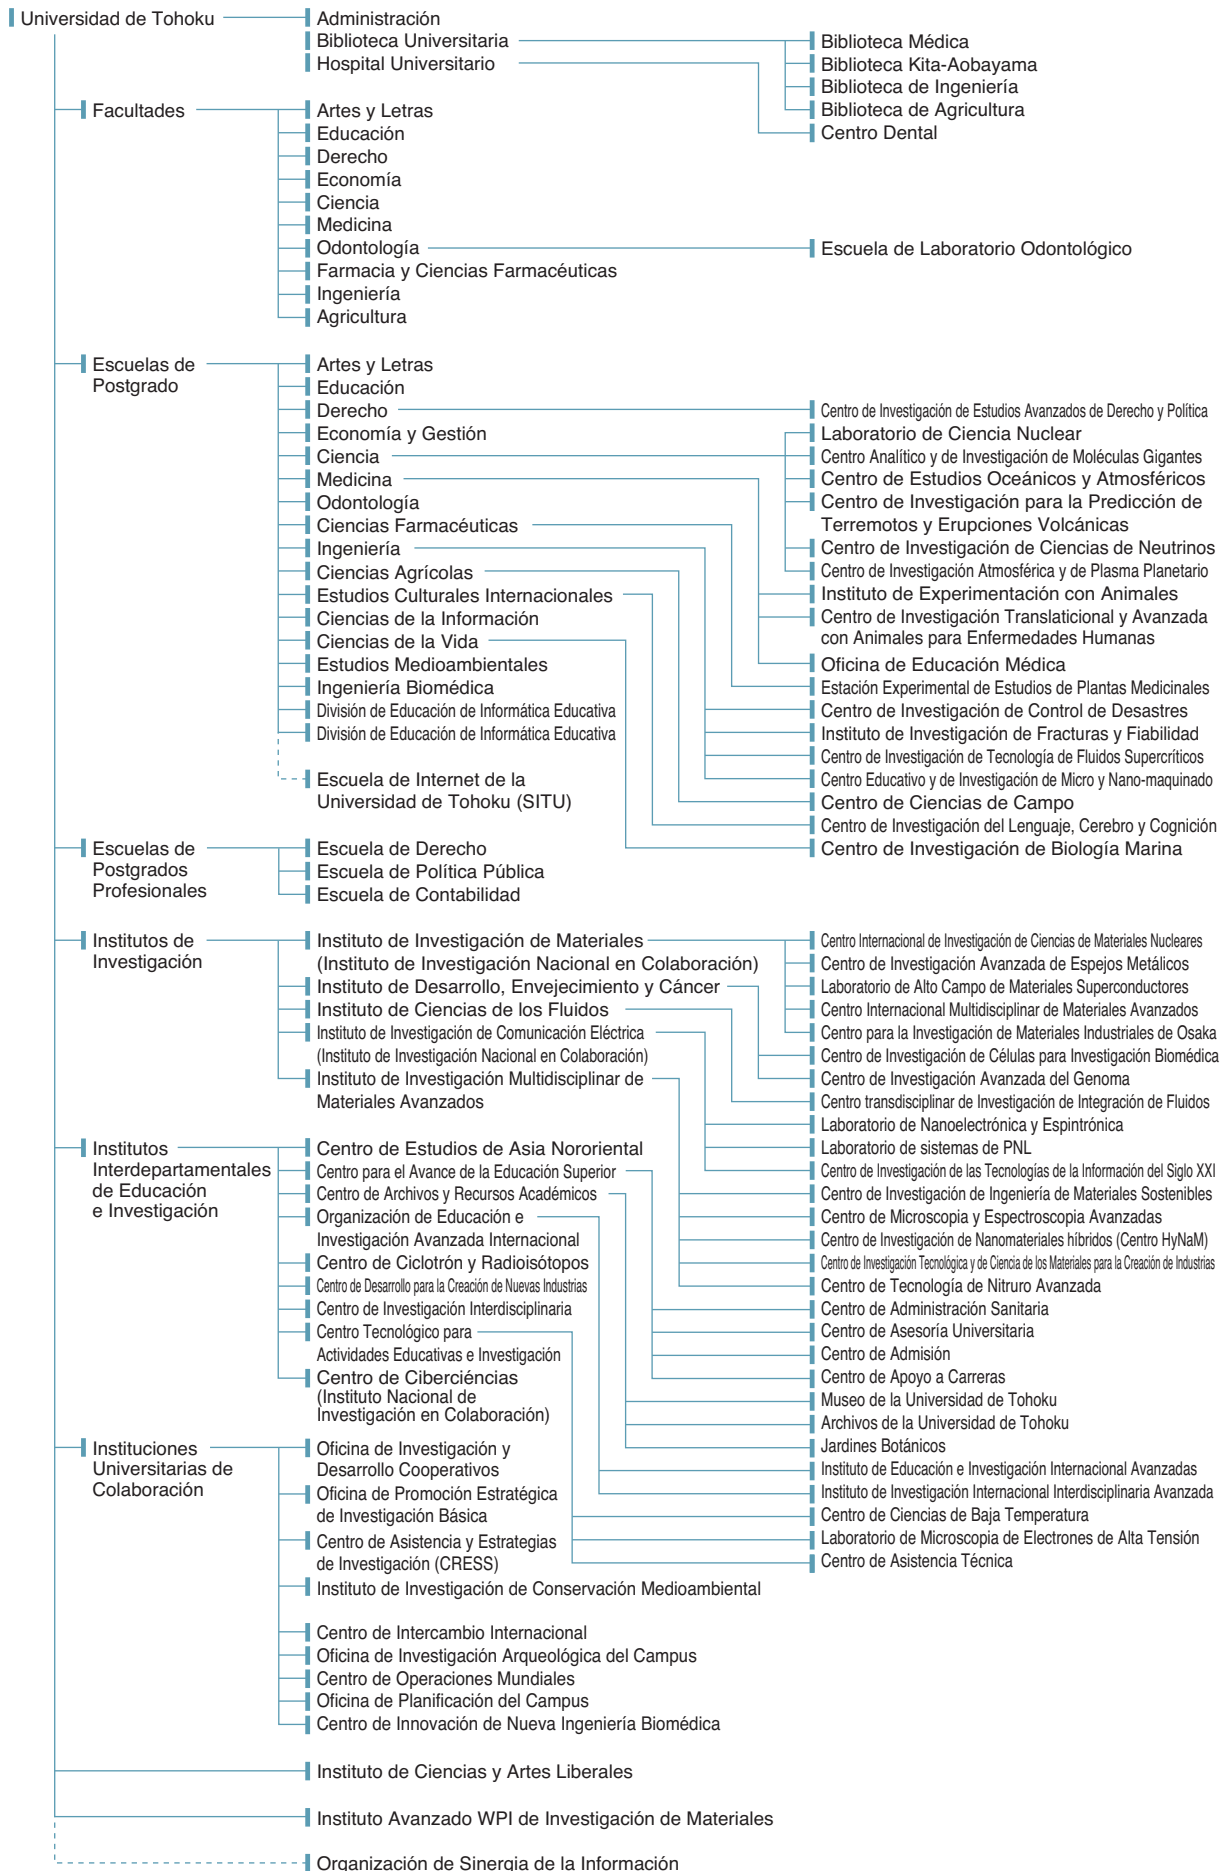 Universidad de Tohoku
Administración
Biblioteca Universitaria
Hospital Universitario
Biblioteca Médica
Biblioteca Kita-Aobayama
Biblioteca de Ingeniería
Biblioteca de Agricultura
Centro Dental
Facultades
Artes y Letras
Educación
Derecho
Economía
Ciencia
Medicina
Odontología
Farmacia y Ciencias Farmacéuticas
Ingeniería
Agricultura
Escuela de Laboratorio Odontológico
Escuelas de
Postgrado
Artes y Letras
Educación
Derecho
Economía y Gestión
Ciencia
Medicina
Odontología
Ciencias Farmacéuticas
Ingeniería
Ciencias Agrícolas
Estudios Culturales Internacionales
Ciencias de la Información
Ciencias de la Vida
Estudios Medioambientales
Ingeniería Biomédica
División de Educación de Informática Educativa
División de Educación de Informática Educativa
Escuela de Internet de la
Universidad de Tohoku (SITU)
Centro de Investigación de Estudios Avanzados de Derecho y Política
Laboratorio de Ciencia Nuclear
Centro Analítico y de Investigación de Moléculas Gigantes
Centro de Estudios Oceánicos y Atmosféricos
Centro de Investigación para la Predicción de
Terremotos y Erupciones Volcánicas
Centro de Investigación de Ciencias de Neutrinos
Centro de Investigación Atmosférica y de Plasma Planetario
Instituto de Experimentación con Animales
Centro de Investigación Translaticional y Avanzada
con Animales para Enfermedades Humanas
Oficina de Educación Médica
Estación Experimental de Estudios de Plantas Medicinales
Centro de Investigación de Control de Desastres
Instituto de Investigación de Fracturas y Fiabilidad
Centro de Investigación de Tecnología de Fluidos Supercríticos
Centro Educativo y de Investigación de Micro y Nano-maquinado
Centro de Ciencias de Campo
Centro de Investigación del Lenguaje, Cerebro y Cognición
Centro de Investigación de Biología Marina
Escuelas de
Postgrados
Profesionales
Escuela de Derecho
Escuela de Política Pública
Escuela de Contabilidad
Institutos de
Investigación
Instituto de Investigación de Materiales
(Instituto de Investigación Nacional en Colaboración)
Instituto de Desarrollo, Envejecimiento y Cáncer
Instituto de Ciencias de los Fluidos
Instituto de Investigación de Comunicación Eléctrica
(Instituto de Investigación Nacional en Colaboración)
Instituto de Investigación Multidisciplinar de
Materiales Avanzados
Centro Internacional de Investigación de Ciencias de Materiales Nucleares
Centro de Investigación Avanzada de Espejos Metálicos
Laboratorio de Alto Campo de Materiales Superconductores
Centro Internacional Multidisciplinar de Materiales Avanzados
Centro para la Investigación de Materiales Industriales de Osaka
Centro de Investigación de Células para Investigación Biomédica
Centro de Investigación Avanzada del Genoma
Centro transdisciplinar de Investigación de Integración de Fluidos
Laboratorio de Nanoelectrónica y Espintrónica
Laboratorio de sistemas de PNL
Centro de Investigación de las Tecnologías de la Información del Siglo XXI
Centro de Investigación de Ingeniería de Materiales Sostenibles
Centro de Microscopia y Espectroscopia Avanzadas
Centro de Investigación de Nanomateriales híbridos (Centro HyNaM)
Centro de Investigación Tecnológica y de Ciencia de los Materiales para la Creación de Industrias
Centro de Tecnología de Nitruro Avanzada
Institutos
Interdepartamentales
de Educación
e Investigación
Centro de Estudios de Asia Nororiental
Centro para el Avance de la Educación Superior
Centro de Archivos y Recursos Académicos
Organización de Educación e
Investigación Avanzada Internacional
Centro de Ciclotrón y Radioisótopos
Centro de Desarrollo para la Creación de Nuevas Industrias
Centro de Investigación Interdisciplinaria
Centro Tecnológico para
Actividades Educativas e Investigación
Centro de Ciberciéncias
(Instituto Nacional de
Investigación en Colaboración)
Centro de Administración Sanitaria
Centro de Asesoría Universitaria
Centro de Admisión
Centro de Apoyo a Carreras
Museo de la Universidad de Tohoku
Archivos de la Universidad de Tohoku
Jardines Botánicos
Instituto de Educación e Investigación Internacional Avanzadas
Instituto de Investigación Internacional Interdisciplinaria Avanzada
Centro de Ciencias de Baja Temperatura
Laboratorio de Microscopia de Electrones de Alta Tensión
Centro de Asistencia Técnica
Instituciones
Universitarias de
Colaboración
Oficina de Investigación y
Desarrollo Cooperativos
Oficina de Promoción Estratégica
de Investigación Básica
Centro de Asistencia y Estrategias
de Investigación (CRESS)
Instituto de Investigación de Conservación Medioambiental
Centro de Intercambio Internacional
Oficina de Investigación Arqueológica del Campus
Centro de Operaciones Mundiales
Oficina de Planificación del Campus
Centro de Innovación de Nueva Ingeniería Biomédica
Instituto de Ciencias y Artes Liberales
Instituto Avanzado WPI de Investigación de Materiales
Organización de Sinergia de la Información